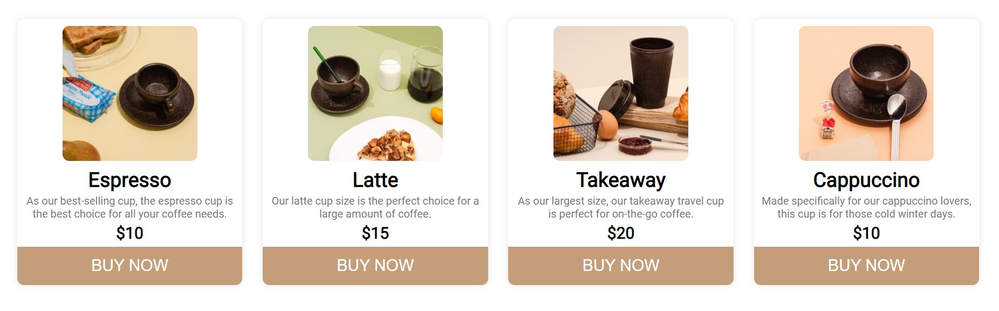 Beurre Moulé
Doux
Espresso
As our best-selling cup, the espresso cup is
the best choice for all your coffee needs.
$10
BUY NOW
Latte
Our latte cup size is the perfect choice for a
large amount of coffee.
$15
BUY NOW
Takeaway
As our largest size, our takeaway travel cup
is perfect for on-the-go coffee.
$20
BUY NOW
Cappuccino
Made specifically for our cappuccino lovers,
this cup is for those cold winter days.
$10
BUY NOW